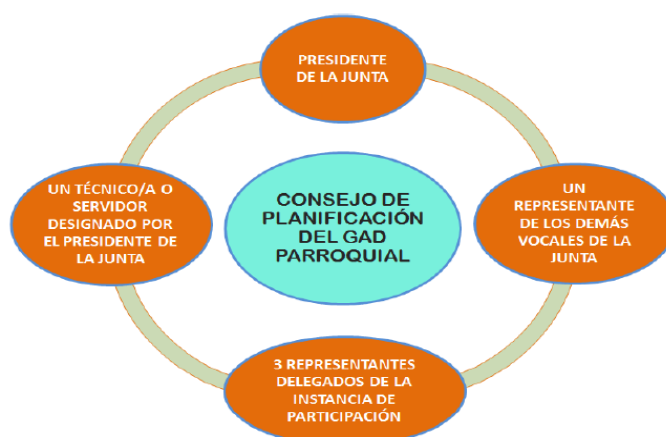 PRESIDENTE
DE LA JUNTA
UN TÉCNICO/A O
SERVIDOR
DESIGNADO POR
EL PRESIDENTE DE
LA JUNTA
CONSEJO DE
PLANIFICACIÓN
DEL GAD
PARROQUIAL
UN
REPRESENTANTE
DE LOS DEMÁS
VOCALES DE LA
JUNTA
3 REPRESENTANTES
DELEGADOS DE LA
INSTANCIA DE
PARTICIPACIÓN